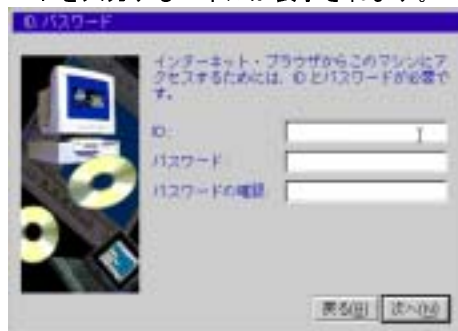 ID, パスワード
インターネット・ブラウザからこのマシンにア
クセスするためには、ID とパスワードが必要で
す。
ID:
パスワード:
パスワードの確認:
戻る(B) 次へ(N)